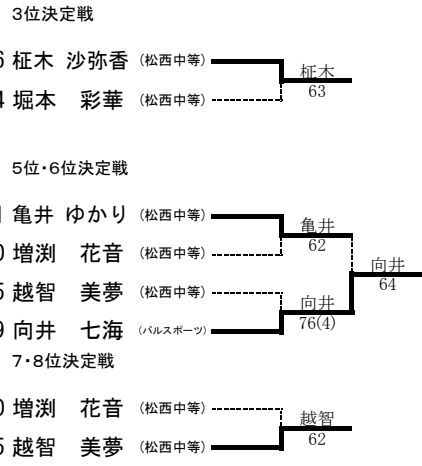 3位決定戦
6 柾木 沙弥香 (松西中等)
柾木
63
4 堀本 彩華 (松西中等)
5位・6位決定戦
亀井 ゆかり (松西中等)
亀井
62
0 増渕 花音 (松西中等)
向井
64
5 越智 美夢 (松西中等)
向井
76(4)
9 向井 七海 (パルスポーツ)
7・8位決定戦
0 増渕 花音 (松西中等)
越智
62
5 越智 美夢 (松西中等)